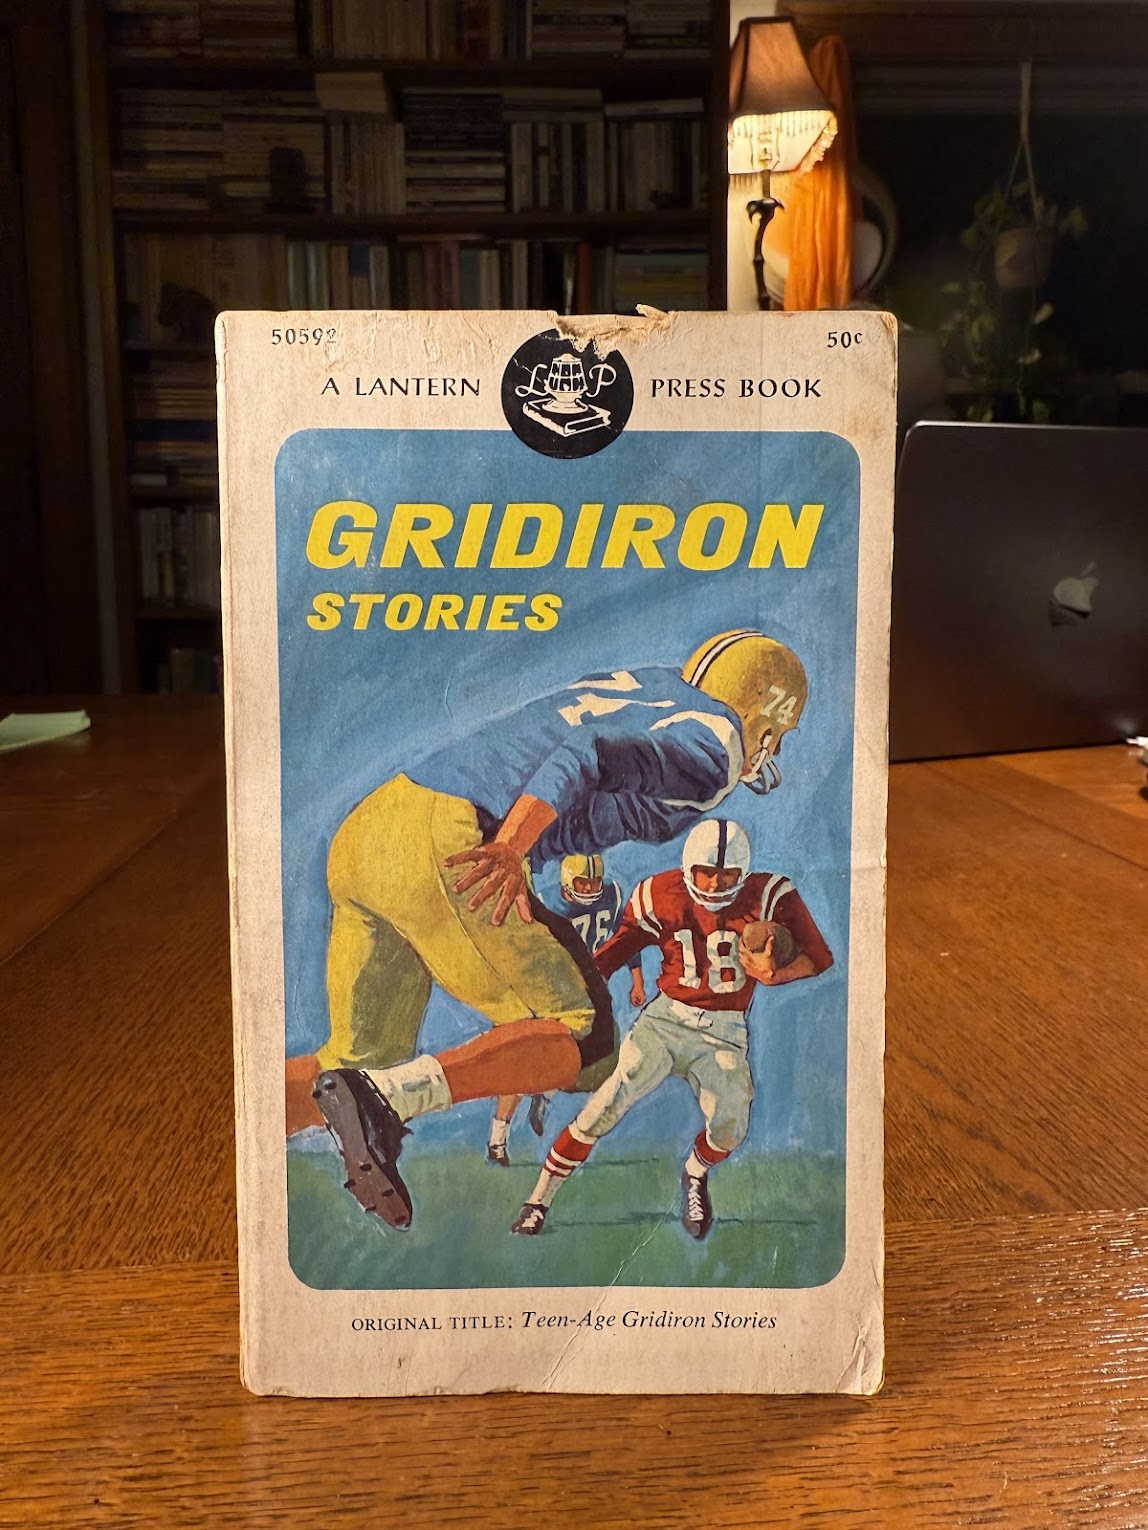 50592
50¢
A LANTERN L P PRESS BOOK
GRIDIRON
STORIES
74
74
76
18
ORIGINAL TITLE: Teen-Age Gridiron Stories